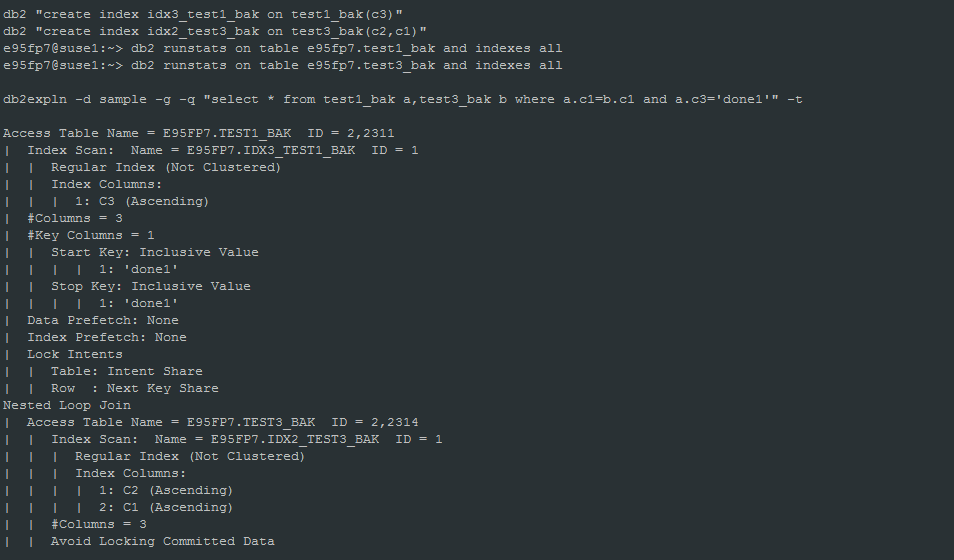 db2 "create index idx3_test1_bak on test1_bak(c3)"
db2 "create index idx2_test3_bak on test3_bak(c2,c1)"
e95fp7@suse1:~> db2 runstats on table e95fp7.test1_bak and indexes all
e95fp7@suse1:~> db2 runstats on table e95fp7.test3_bak and indexes all

db2expln -d sample -g -q "select * from test1_bak a,test3_bak b where a.c1=b.c1 and a.c3='done1'" -t

Access Table Name = E95FP7.TEST1_BAK  ID = 2,2311
|  Index Scan:  Name = E95FP7.IDX3_TEST1_BAK  ID = 1
|  |  Regular Index (Not Clustered)
|  |  Index Columns:
|  |  |  1: C3 (Ascending)
|  #Columns = 3
|  #Key Columns = 1
|  |  Start Key: Inclusive Value
|  |  |  |  1: 'done1'
|  |  Stop Key: Inclusive Value
|  |  |  |  1: 'done1'
|  Data Prefetch: None
|  Index Prefetch: None
|  Lock Intents
|  |  Table: Intent Share
|  |  Row  : Next Key Share
Nested Loop Join
|  Access Table Name = E95FP7.TEST3_BAK  ID = 2,2314
|  |  Index Scan:  Name = E95FP7.IDX2_TEST3_BAK  ID = 1
|  |  |  Regular Index (Not Clustered)
|  |  |  Index Columns:
|  |  |  |  1: C2 (Ascending)
|  |  |  |  2: C1 (Ascending)
|  |  #Columns = 3
|  |  Avoid Locking Committed Data